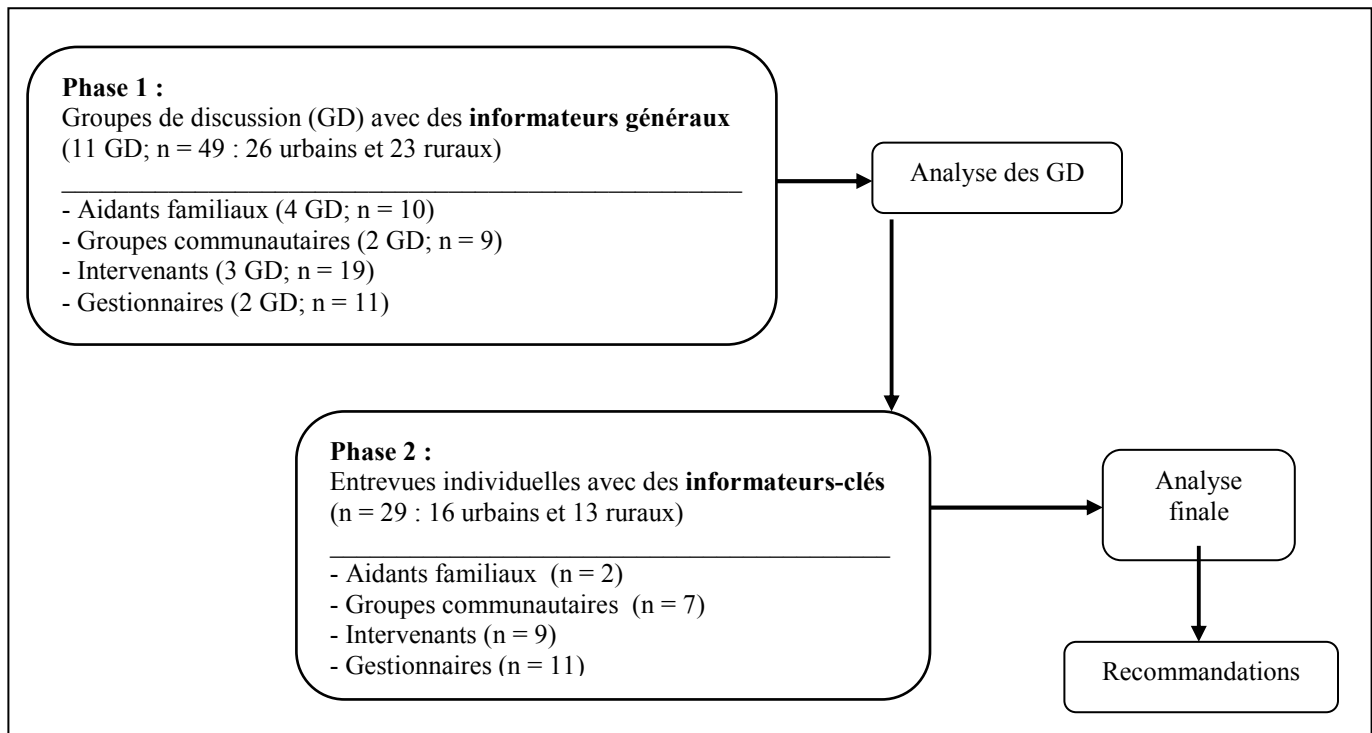 Phase 1 :
Groupes de discussion (GD) avec des informateurs généraux
(11 GD; n = 49 : 26 urbains et 23 ruraux)
- Aidants familiaux (4 GD; n = 10)
- Groupes communautaires (2 GD; n = 9)
- Intervenants (3 GD; n = 19)
- Gestionnaires (2 GD; n = 11)
Analyse des GD
Phase 2 :
Entrevues individuelles avec des informateurs-clés
(n = 29 : 16 urbains et 13 ruraux)
- Aidants familiaux (n = 2)
- Groupes communautaires (n = 7)
- Intervenants (n = 9)
- Gestionnaires (n = 11)
Analyse
finale
Recommandations